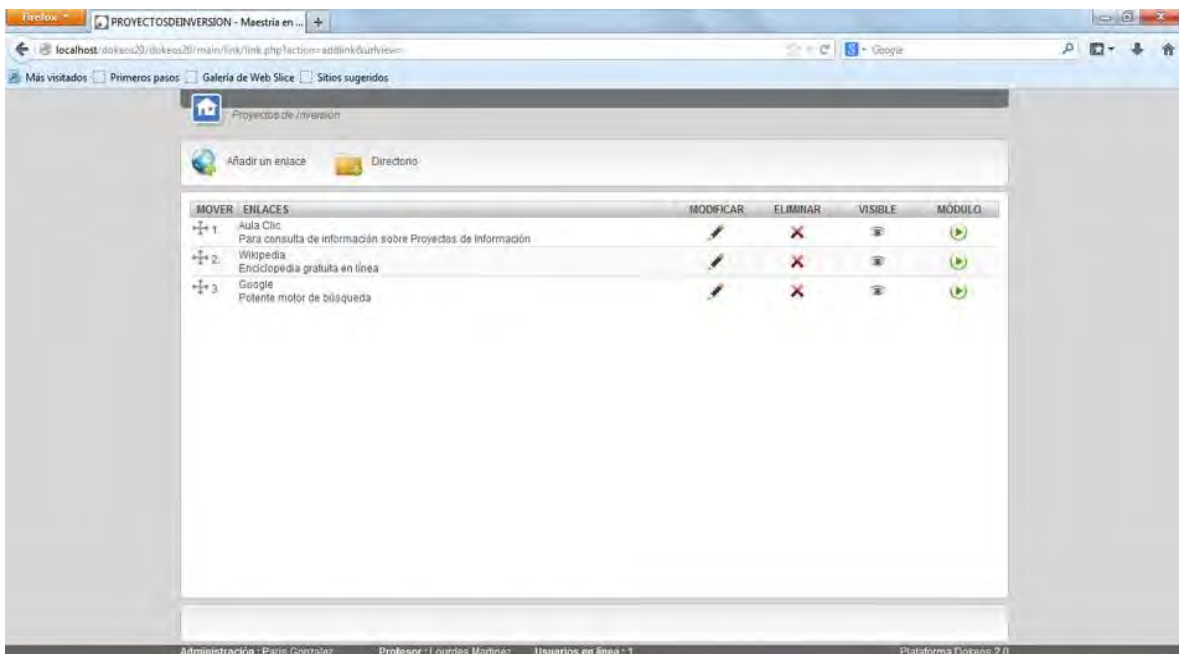 Firefox
PROYECTOSDEINVERSION - Maestría en ... +
localhost/dokeos20/dokeos20/main/link/link.php?action=addlink&urlview=
Google
Más visitados Primeros pasos Galería de Web Slice Sitios sugeridos
Proyectos de Inversión
Añadir un enlace Directorio
MOVER ENLACES MODIFICAR ELIMINAR VISIBLE MÓDULO
1. Aula Clic
Para consulta de información sobre Proyectos de Información
2. Wikipedia
Enciclopedia gratuita en línea
3. Google
Potente motor de búsqueda
Administración : Paris Gonzalez Profesor : Lourdes Martinez Usuarios en línea : 1 Plataforma Dokeos 2.0